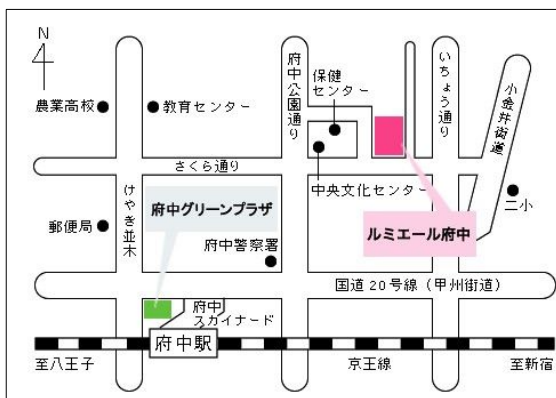 N
農業高校
教育センター
府中公園通り
保健
センター
いちょう通り
小金井街道
さくら通り
中央文化センター
けやき並木
府中グリーンプラザ
ルミエール府中
二小
郵便局
府中警察署
国道20号線（甲州街道）
府中
スカイナード
府中駅
至八王子
京王線
至新宿